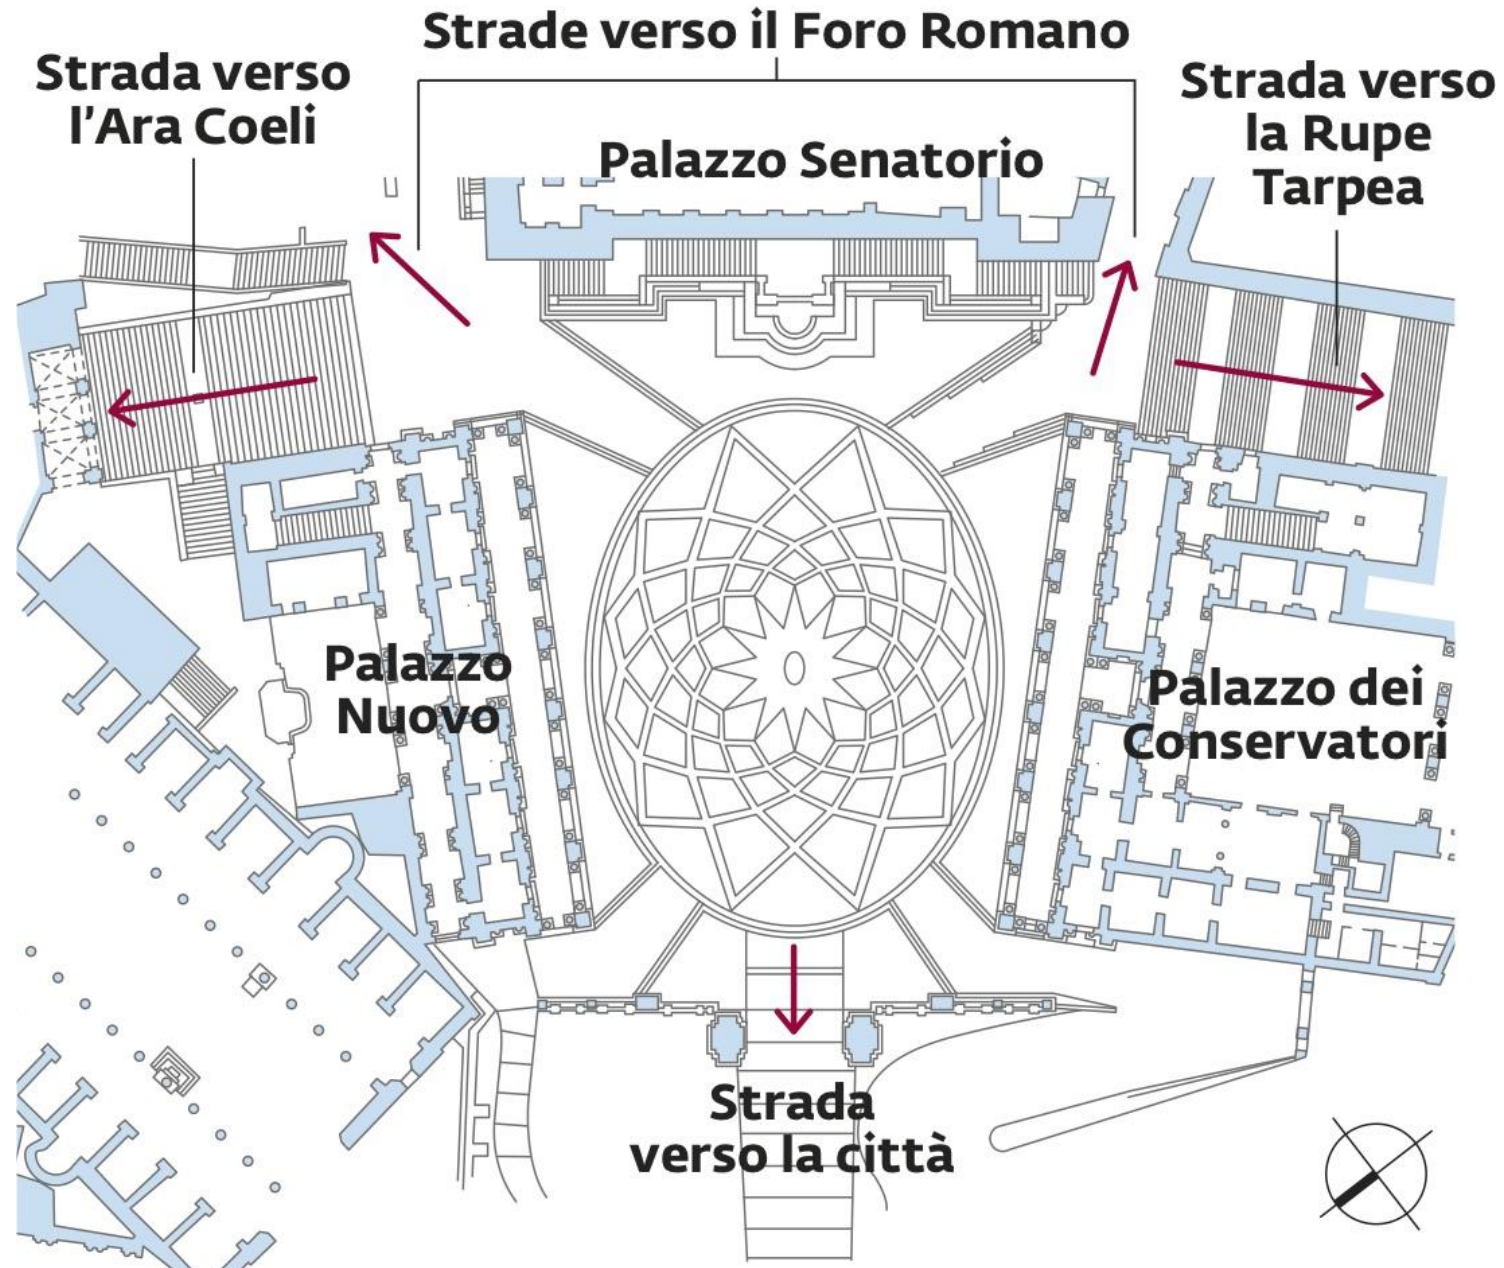 Strade verso il Foro Romano
Strada verso
l'Ara Coeli
Strada verso
la Rupe
Tarpea
Palazzo Senatorio
Palazzo
Nuovo
Palazzo dei
Conservatori
Strada
verso la città